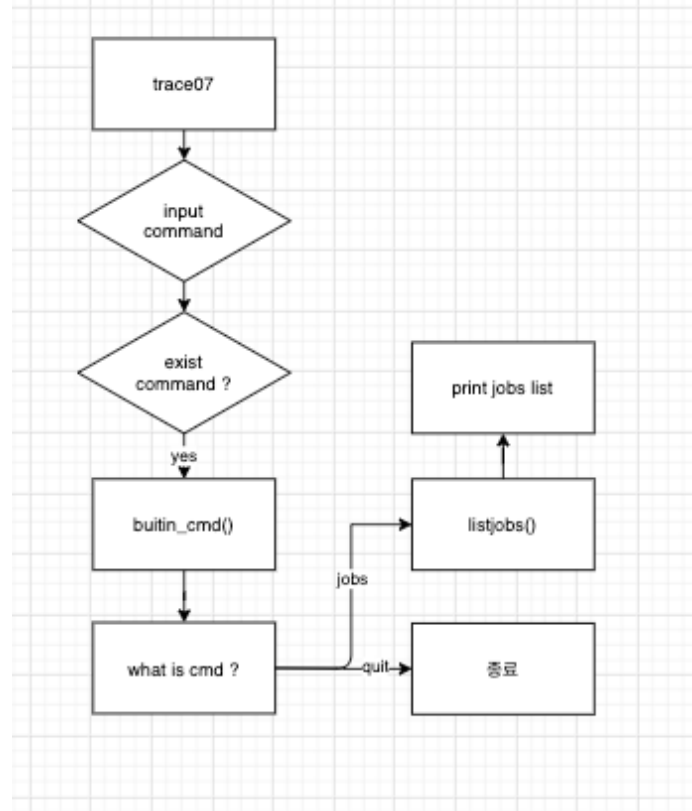 trace07
input
command
exist
command ?
yes
print jobs list
buitin_cmd()
listjobs()
jobs
what is cmd ?
quit
종료